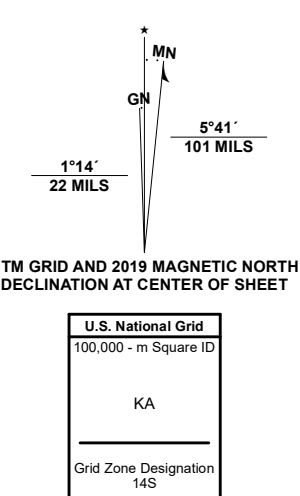 ★
MN
GN
5°41´
101 MILS
1°14´
22 MILS
TM GRID AND 2019 MAGNETIC NORTH
DECLINATION AT CENTER OF SHEET
U.S. National Grid
100,000 - m Square ID
KA
Grid Zone Designation
14S